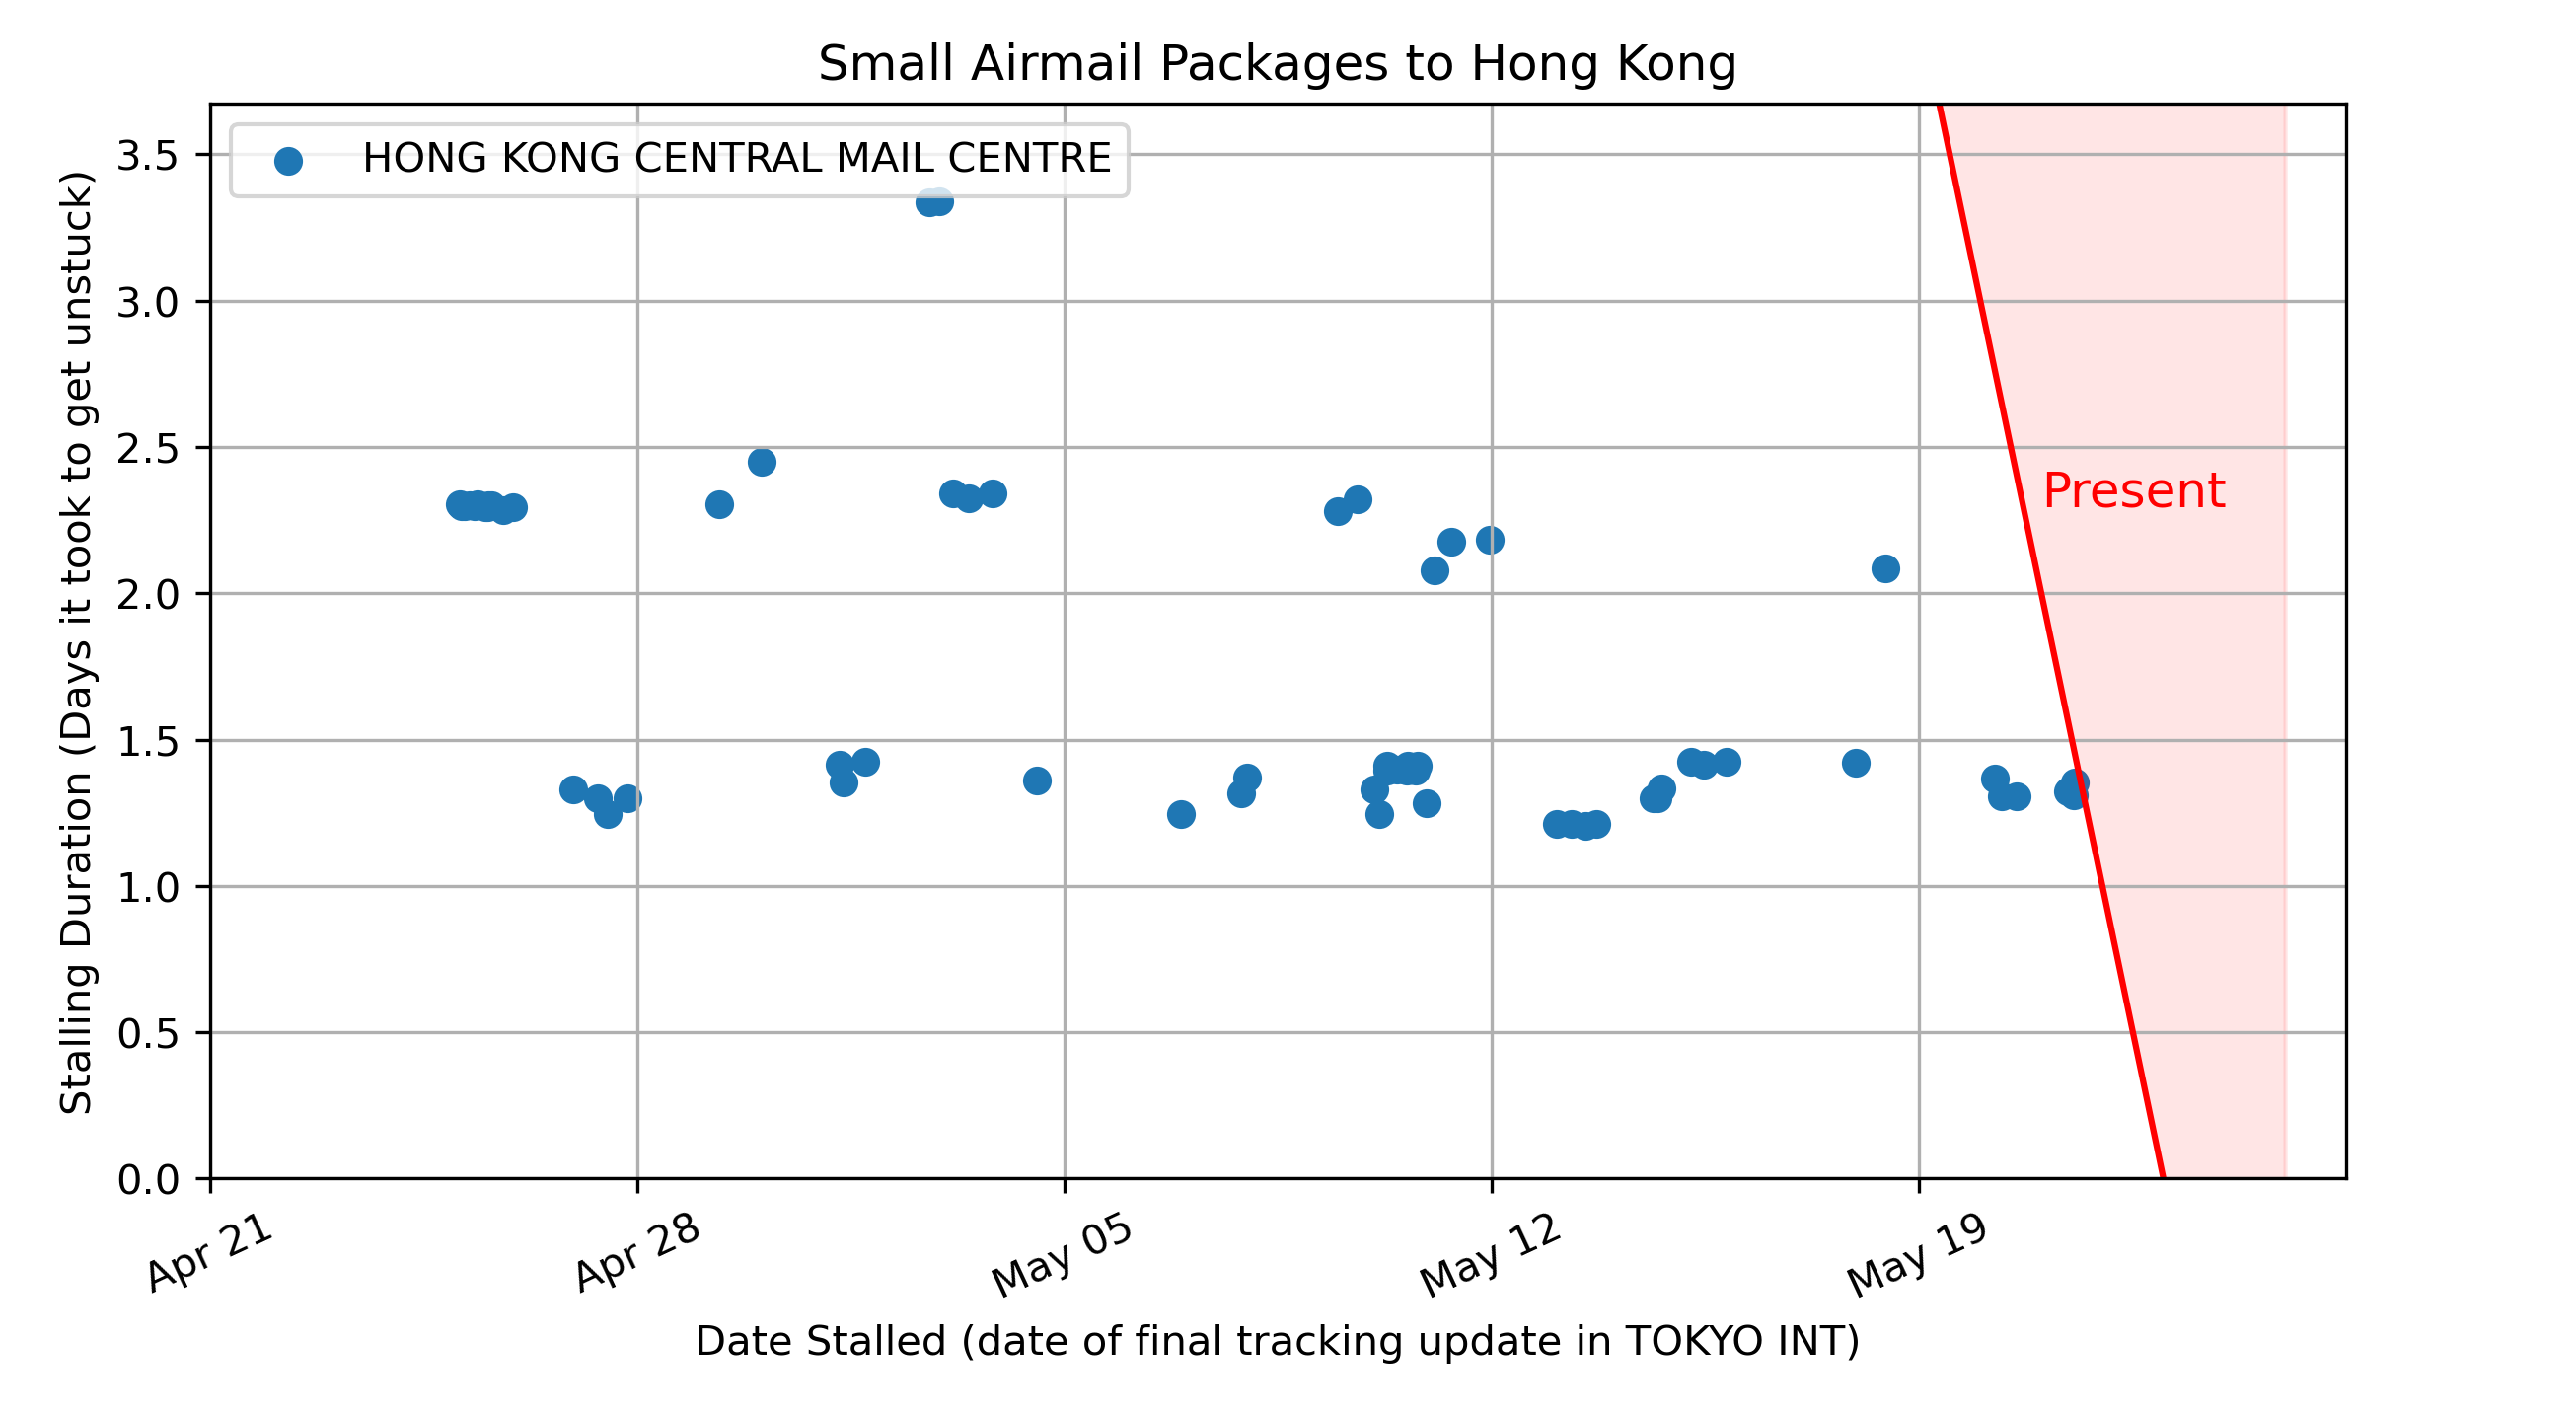 Small Airmail Packages to Hong Kong
HONG KONG CENTRAL MAIL CENTRE
Stalling Duration (Days it took to get unstuck)
3.5
3.0
2.5
2.0
1.5
1.0
0.5
0.0
Present
Apr 21
Apr 28
May 05
May 12
May 19
Date Stalled (date of final tracking update in TOKYO INT)